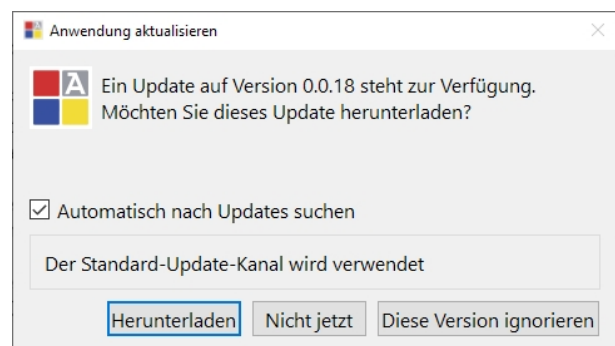 Anwendung aktualisieren
A
Ein Update auf Version 0.0.18 steht zur Verfügung.
Möchten Sie dieses Update herunterladen?
Automatisch nach Updates suchen
Der Standard-Update-Kanal wird verwendet
Herunterladen Nicht jetzt Diese Version ignorieren